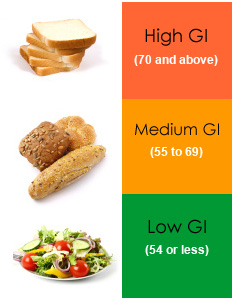 High GI
(70 and above)
Medium GI
(55 to 69)
Low GI
(54 or less)